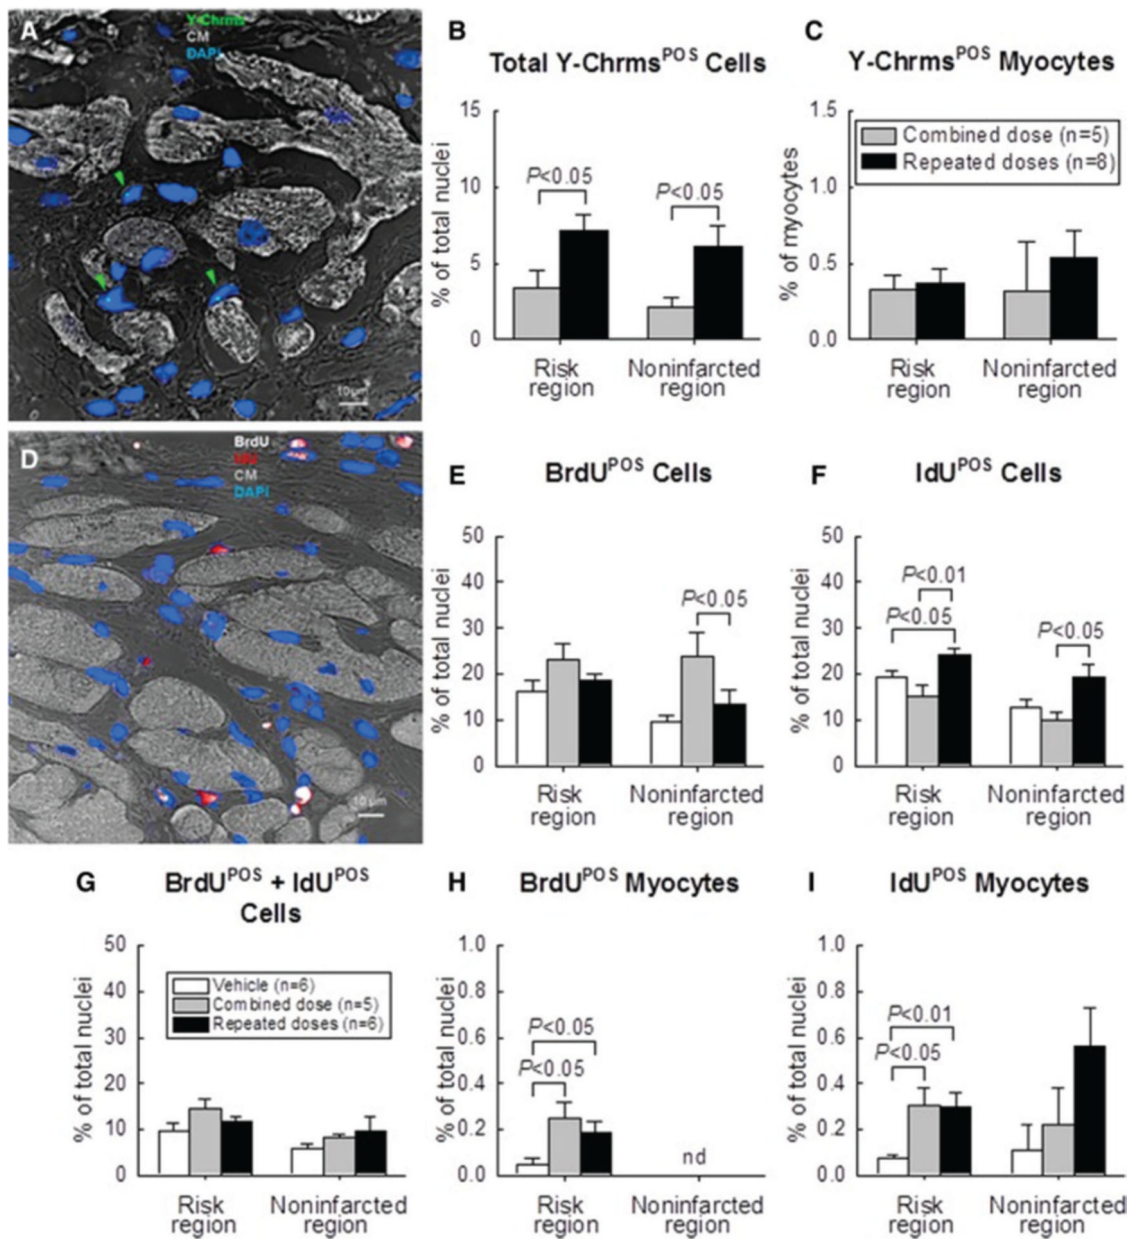 A
Y-Chrms
CM
DAPI
10µm
B
Total Y-Chrms^POS Cells
% of total nuclei
15
10
5
0
P<0.05
P<0.05
Risk region
Noninfarcted region
C
Y-Chrms^POS Myocytes
% of myocytes
1.5
1.0
0.5
0.0
Combined dose (n=5)
Repeated doses (n=8)
Risk region
Noninfarcted region
D
BrdU
IdU
CM
DAPI
10µm
E
BrdU^POS Cells
% of total nuclei
50
40
30
20
10
0
P<0.05
Risk region
Noninfarcted region
F
IdU^POS Cells
% of total nuclei
50
40
30
20
10
0
P<0.01
P<0.05
P<0.05
Risk region
Noninfarcted region
G
BrdU^POS + IdU^POS
Cells
% of total nuclei
50
40
30
20
10
0
Vehicle (n=6)
Combined dose (n=5)
Repeated doses (n=6)
Risk region
Noninfarcted region
H
BrdU^POS Myocytes
% of total nuclei
1.0
0.8
0.6
0.4
0.2
0.0
P<0.05
P<0.05
nd
Risk region
Noninfarcted region
I
IdU^POS Myocytes
% of total nuclei
1.0
0.8
0.6
0.4
0.2
0.0
P<0.01
P<0.05
Risk region
Noninfarcted region